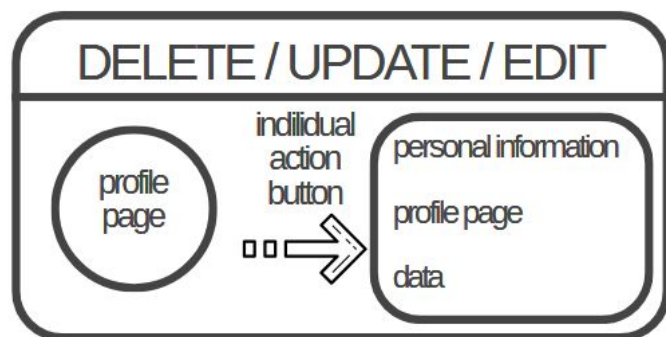 DELETE / UPDATE / EDIT
profile
page
indilidual
action
button
personal information
profile page
data